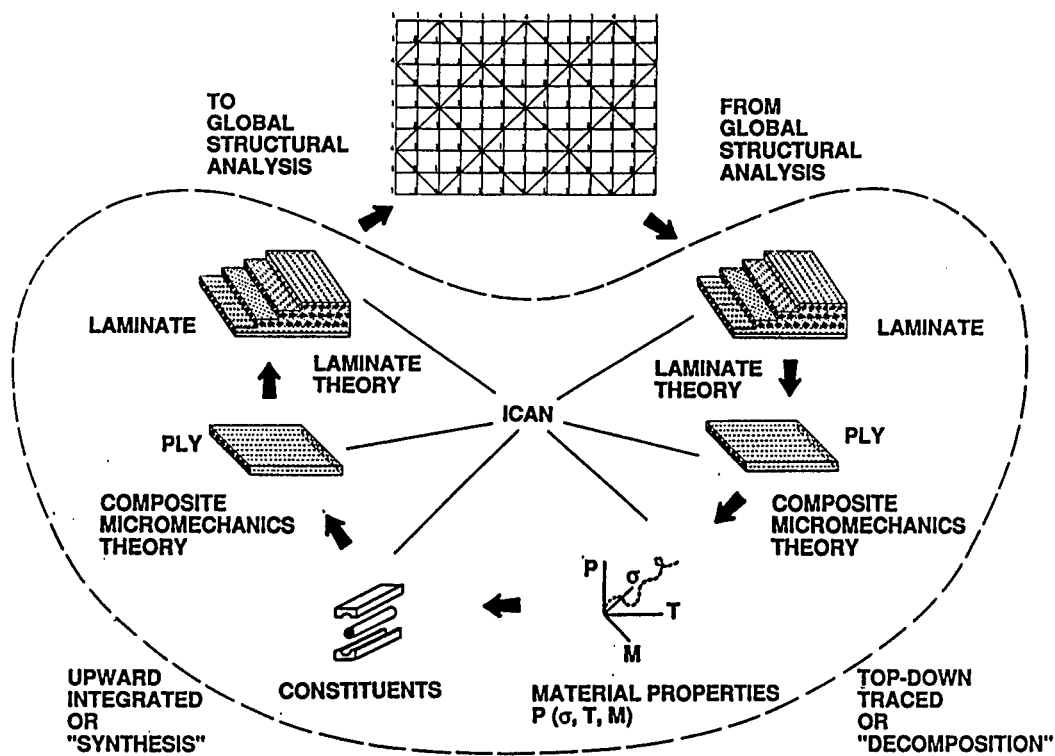 TO
GLOBAL
STRUCTURAL
ANALYSIS
FROM
GLOBAL
STRUCTURAL
ANALYSIS
LAMINATE
LAMINATE
THEORY
PLY
COMPOSITE
MICROMECHANICS
THEORY
ICAN
LAMINATE
LAMINATE
THEORY
PLY
COMPOSITE
MICROMECHANICS
THEORY
P
σ
T
M
CONSTITUENTS
MATERIAL PROPERTIES
P (σ, T, M)
UPWARD
INTEGRATED
OR
"SYNTHESIS"
TOP-DOWN
TRACED
OR
"DECOMPOSITION"